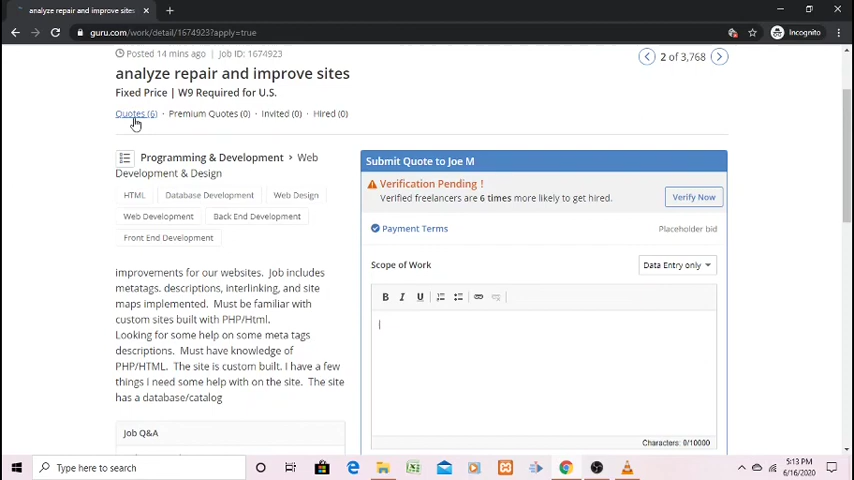 analyze repair and improve sites
Incognito
guru.com/work/detail/1674923?apply=true
Posted 14 mins ago | Job ID: 1674923
2 of 3,768
analyze repair and improve sites
Fixed Price | W9 Required for U.S.
Quotes (6) · Premium Quotes (0) · Invited (0) · Hired (0)
Programming & Development > Web
Development & Design
HTML Database Development Web Design
Web Development Back End Development
Front End Development
improvements for our websites. Job includes
metatags. descriptions, interlinking, and site
maps implemented. Must be familiar with
custom sites built with PHP/Html.
Looking for some help on some meta tags
descriptions. Must have knowledge of
PHP/HTML. The site is custom built. I have a few
things I need some help with on the site. The site
has a database/catalog
Job Q&A
Submit Quote to Joe M
Verification Pending !
Verified freelancers are 6 times more likely to get hired.
Verify Now
Payment Terms
Placeholder bid
Scope of Work
Data Entry only
B I U
Characters: 0/10000
Type here to search
5:13 PM
6/16/2020